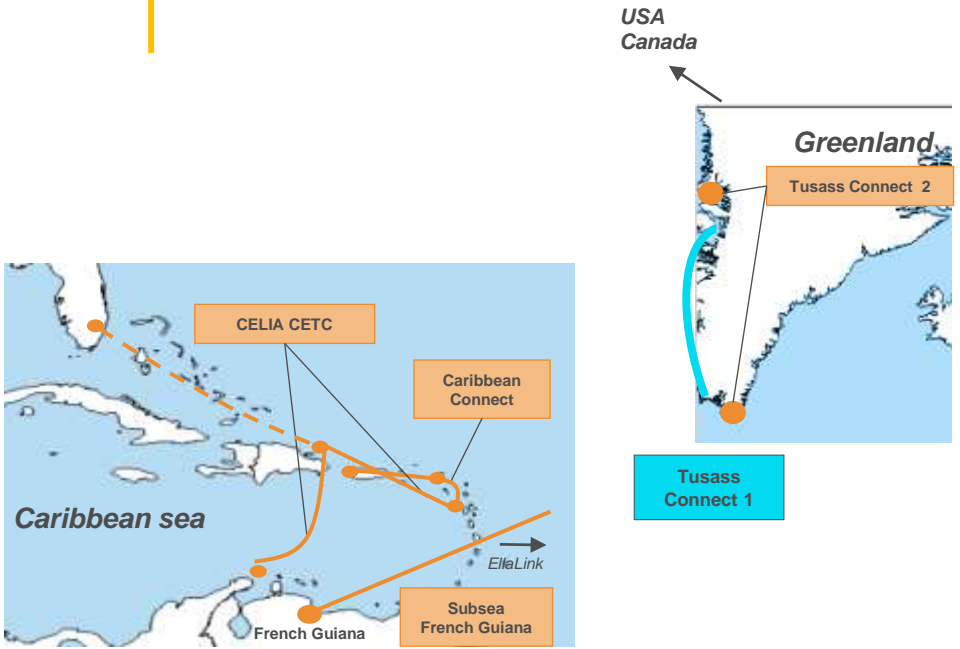 USA
Canada
Greenland
Tusass Connect 2
CELIA CETC
Caribbean
Connect
Tusass
Connect 1
Caribbean sea
EllaLink
Subsea
French Guiana
French Guiana